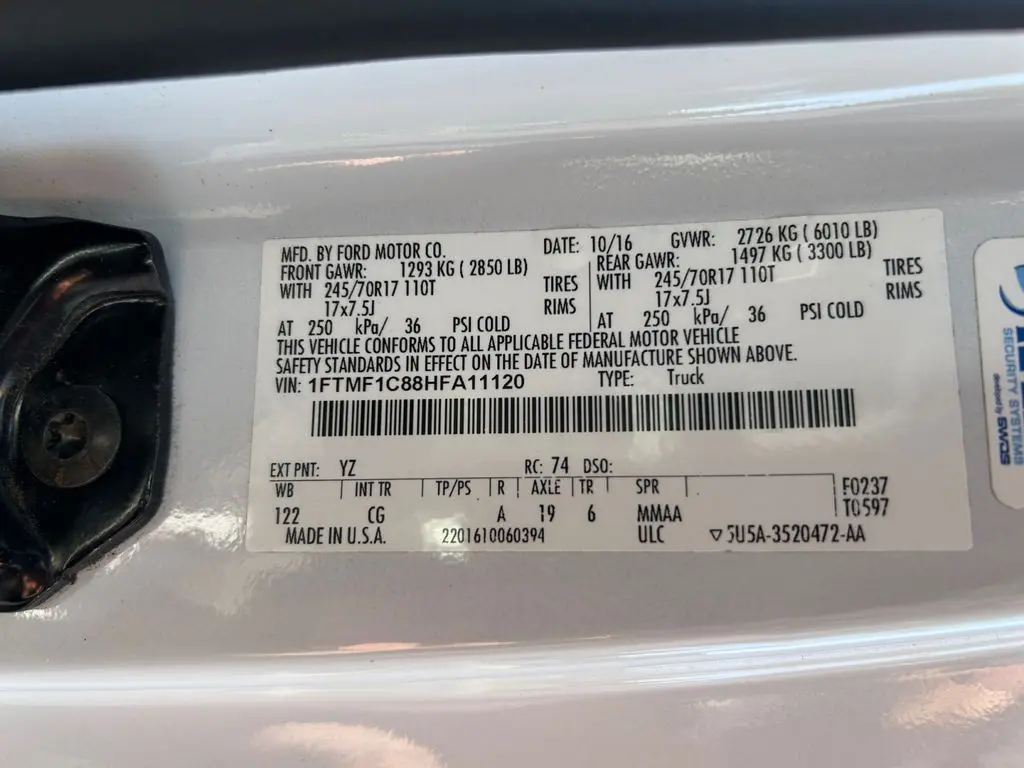 MFD. BY FORD MOTOR CO. DATE: 10/16 GVWR: 2726 KG ( 6010 LB)
FRONT GAWR: 1293 KG ( 2850 LB) REAR GAWR: 1497 KG ( 3300 LB)
WITH 245/70R17 110T TIRES WITH 245/70R17 110T TIRES
17x7.5J RIMS 17x7.5J RIMS
AT 250 kPa/ 36 PSI COLD AT 250 kPa/ 36 PSI COLD
THIS VEHICLE CONFORMS TO ALL APPLICABLE FEDERAL MOTOR VEHICLE
SAFETY STANDARDS IN EFFECT ON THE DATE OF MANUFACTURE SHOWN ABOVE.
VIN: 1FTMF1C88HFA11120 TYPE: Truck
EXT PNT: YZ RC: 74 DSO:
WB INT TR TP/PS R AXLE TR SPR F0237
122 CG A 19 6 MMAA T0597
MADE IN U.S.A. 2201610060394 ULC ▽5U5A-3520472-AA
SECURITY SYSTEMS
developed by SWDS